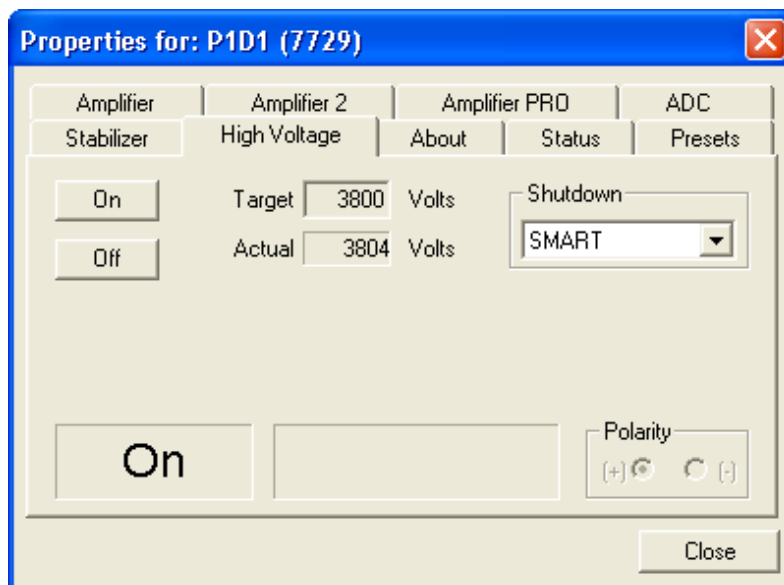 Properties for: P1D1 (7729)
Amplifier Amplifier 2 Amplifier PRO ADC
Stabilizer High Voltage About Status Presets
On Target 3800 Volts Shutdown
Off Actual 3804 Volts SMART
On Polarity
(+) (-)
Close